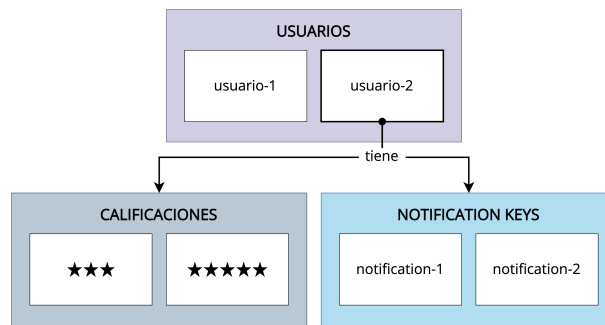 USUARIOS
usuario-1
usuario-2
tiene
CALIFICACIONES
★★★
★★★★★
NOTIFICATION KEYS
notification-1
notification-2